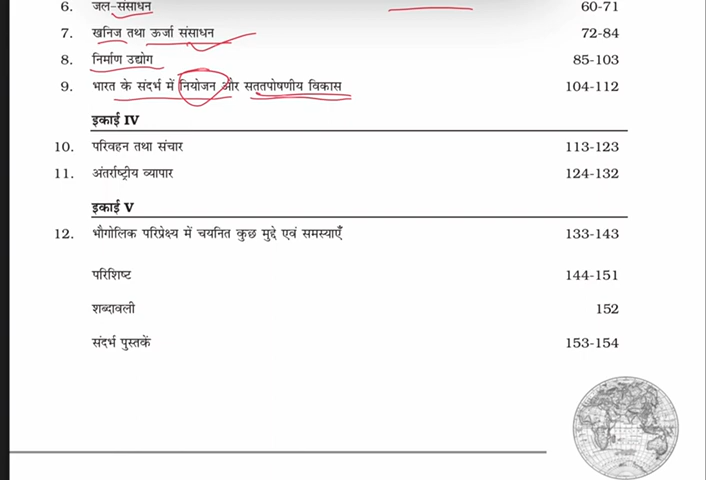 6. जल-संसाधन 60-71
7. खनिज तथा ऊर्जा संसाधन 72-84
8. निर्माण उद्योग 85-103
9. भारत के संदर्भ में नियोजन और सततपोषणीय विकास 104-112
इकाई IV
10. परिवहन तथा संचार 113-123
11. अंतर्राष्ट्रीय व्यापार 124-132
इकाई V
12. भौगोलिक परिप्रेक्ष्य में चयनित कुछ मुद्दे एवं समस्याएँ 133-143
परिशिष्ट 144-151
शब्दावली 152
संदर्भ पुस्तकें 153-154